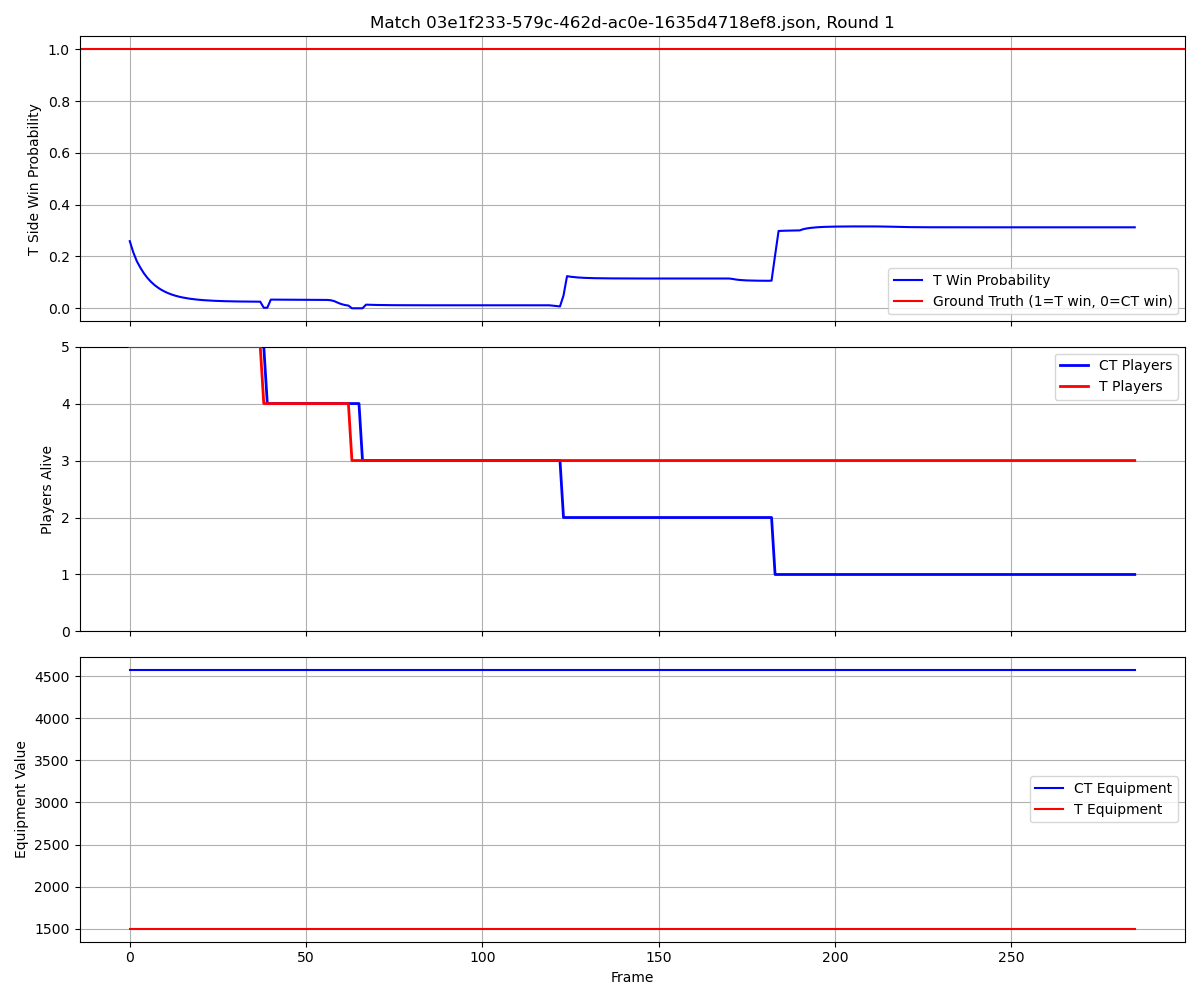 Match 03e1f233-579c-462d-ac0e-1635d4718ef8.json, Round 1
T Side Win Probability
1.0
0.8
0.6
0.4
0.2
0.0
T Win Probability
Ground Truth (1=T win, 0=CT win)
Players Alive
5
4
3
2
1
0
CT Players
T Players
Equipment Value
4500
4000
3500
3000
2500
2000
1500
CT Equipment
T Equipment
0 50 100 150 200 250
Frame